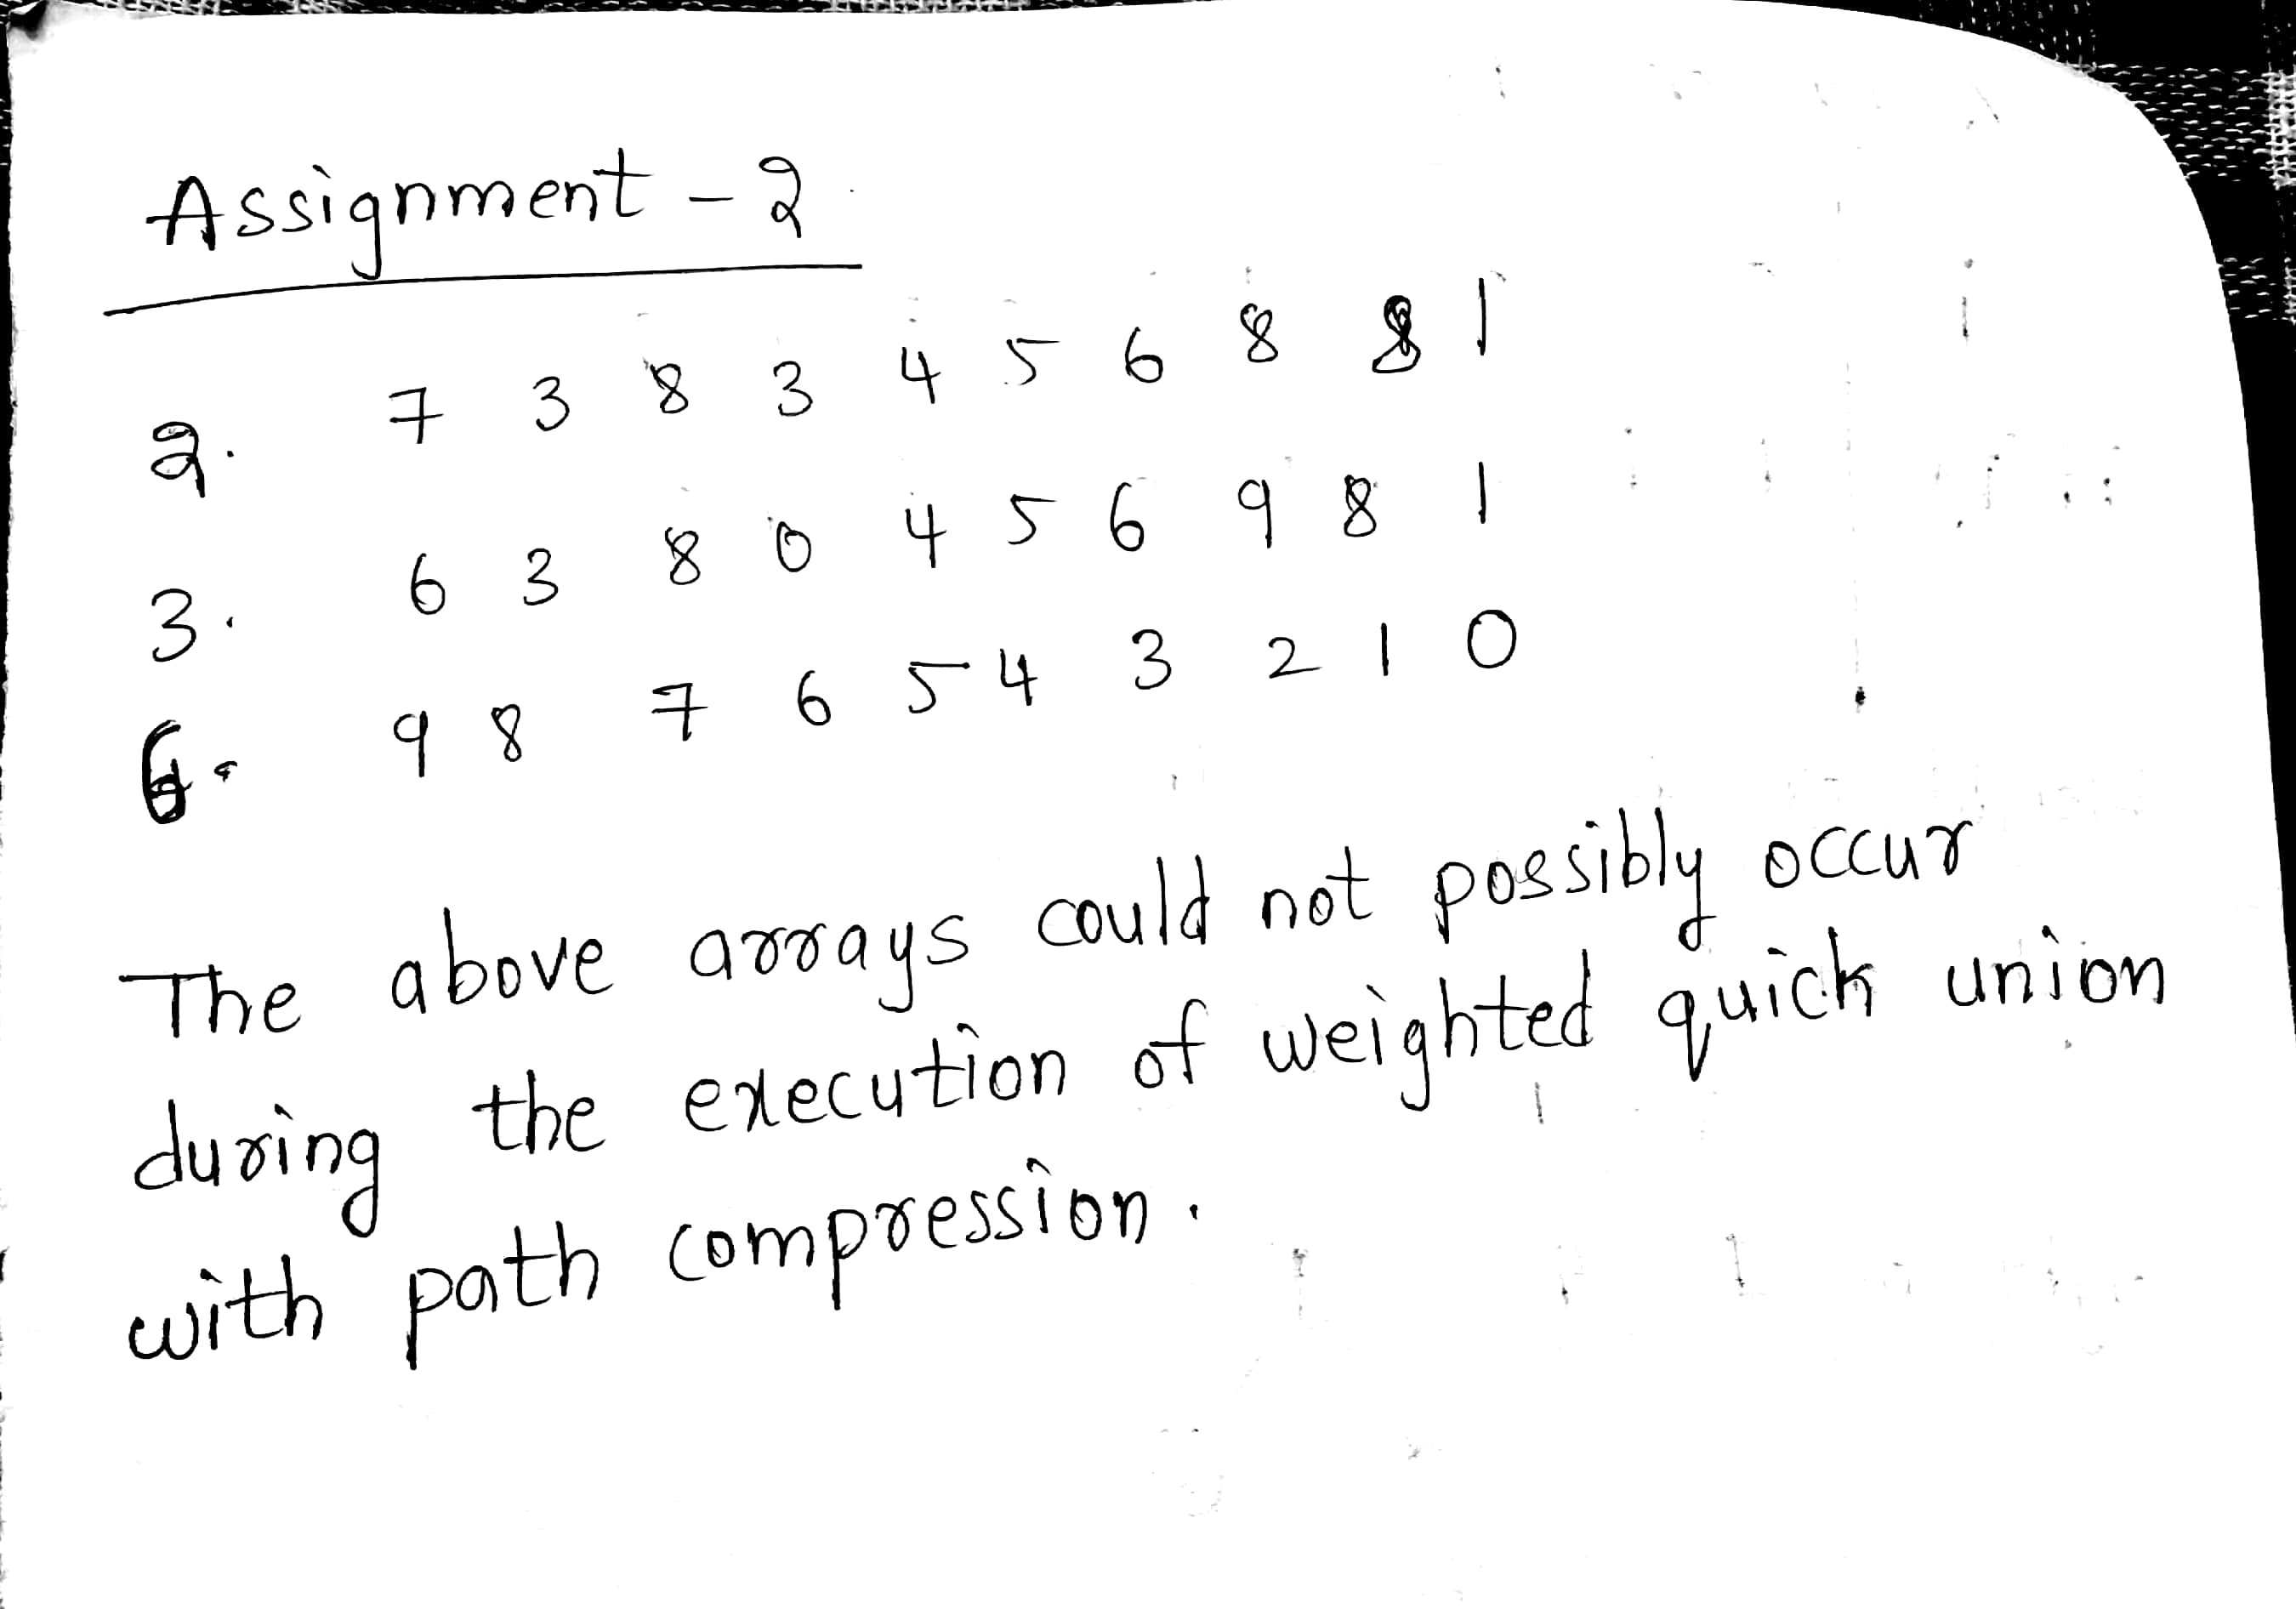 Assignment - 2
2. 7 3 8 3 4 5 6 8 8 1
3. 6 3 8 0 4 5 6 9 8 1
6. 9 8 7 6 5 4 3 2 1 0
The above arrays could not possibly occur
during the execution of weighted quick union
with path compression.